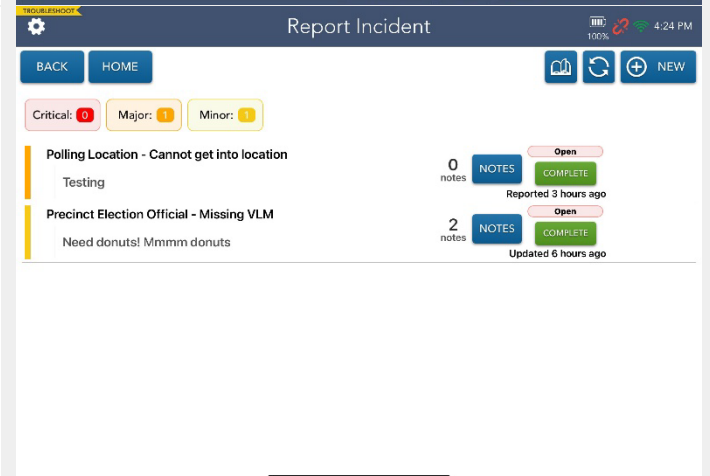 TROUBLESHOOT
Report Incident
100%
4:24 PM
BACK
HOME
NEW
Critical: 0
Major: 1
Minor: 1
Polling Location - Cannot get into location
Testing
0
notes
NOTES
Open
COMPLETE
Reported 3 hours ago
Precinct Election Official - Missing VLM
Need donuts! Mmmm donuts
2
notes
NOTES
Open
COMPLETE
Updated 6 hours ago